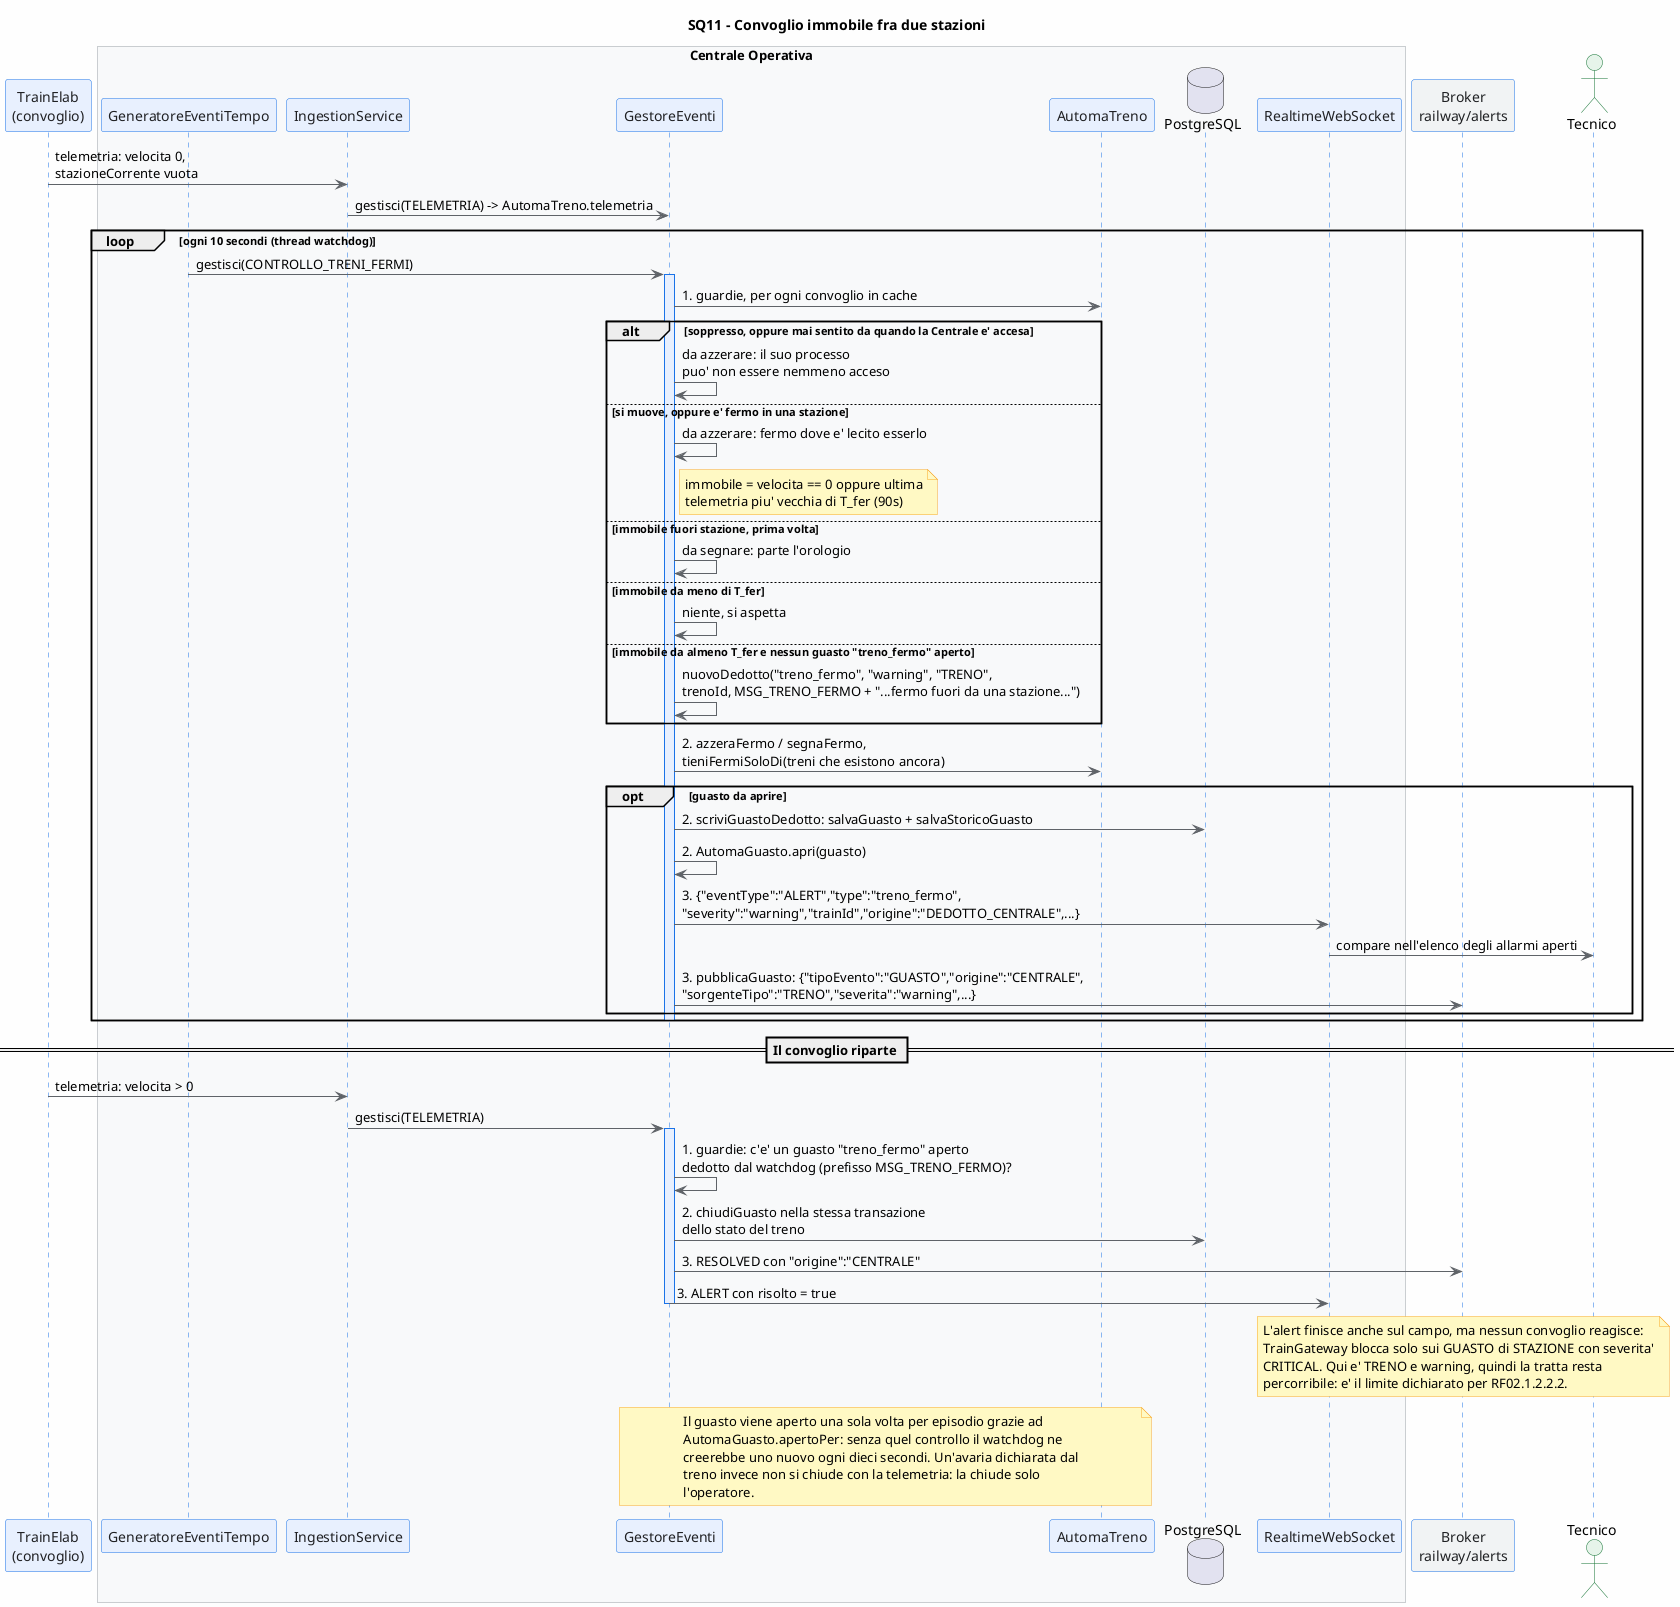 SQ11 - Convoglio immobile fra due stazioni
Centrale Operativa
TrainElab
(convoglio)
GeneratoreEventiTempo
IngestionService
GestoreEventi
AutomaTreno
PostgreSQL
RealtimeWebSocket
Broker
railway/alerts
Tecnico
telemetria: velocita 0,
stazioneCorrente vuota
gestisci(TELEMETRIA) -> AutomaTreno.telemetria
loop [ogni 10 secondi (thread watchdog)]
gestisci(CONTROLLO_TRENI_FERMI)
1. guardie, per ogni convoglio in cache
alt [soppresso, oppure mai sentito da quando la Centrale e' accesa]
da azzerare: il suo processo
puo' non essere nemmeno acceso
[si muove, oppure e' fermo in una stazione]
da azzerare: fermo dove e' lecito esserlo
immobile = velocita == 0 oppure ultima
telemetria piu' vecchia di T_fer (90s)
[immobile fuori stazione, prima volta]
da segnare: parte l'orologio
[immobile da meno di T_fer]
niente, si aspetta
[immobile da almeno T_fer e nessun guasto "treno_fermo" aperto]
nuovoDedotto("treno_fermo", "warning", "TRENO",
trenoId, MSG_TRENO_FERMO + "...fermo fuori da una stazione...")
2. azzeraFermo / segnaFermo,
tieniFermiSoloDi(treni che esistono ancora)
opt [guasto da aprire]
2. scriviGuastoDedotto: salvaGuasto + salvaStoricoGuasto
2. AutomaGuasto.apri(guasto)
3. {"eventType":"ALERT","type":"treno_fermo",
"severity":"warning","trainId","origine":"DEDOTTO_CENTRALE",...}
compare nell'elenco degli allarmi aperti
3. pubblicaGuasto: {"tipoEvento":"GUASTO","origine":"CENTRALE",
"sorgenteTipo":"TRENO","severita":"warning",...}
Il convoglio riparte
telemetria: velocita > 0
gestisci(TELEMETRIA)
1. guardie: c'e' un guasto "treno_fermo" aperto
dedotto dal watchdog (prefisso MSG_TRENO_FERMO)?
2. chiudiGuasto nella stessa transazione
dello stato del treno
3. RESOLVED con "origine":"CENTRALE"
3. ALERT con risolto = true
L'alert finisce anche sul campo, ma nessun convoglio reagisce:
TrainGateway blocca solo sui GUASTO di STAZIONE con severita'
CRITICAL. Qui e' TRENO e warning, quindi la tratta resta
percorribile: e' il limite dichiarato per RF02.1.2.2.2.
Il guasto viene aperto una sola volta per episodio grazie ad
AutomaGuasto.apertoPer: senza quel controllo il watchdog ne
creerebbe uno nuovo ogni dieci secondi. Un'avaria dichiarata dal
treno invece non si chiude con la telemetria: la chiude solo
l'operatore.
TrainElab
(convoglio)
GeneratoreEventiTempo
IngestionService
GestoreEventi
AutomaTreno
PostgreSQL
RealtimeWebSocket
Broker
railway/alerts
Tecnico